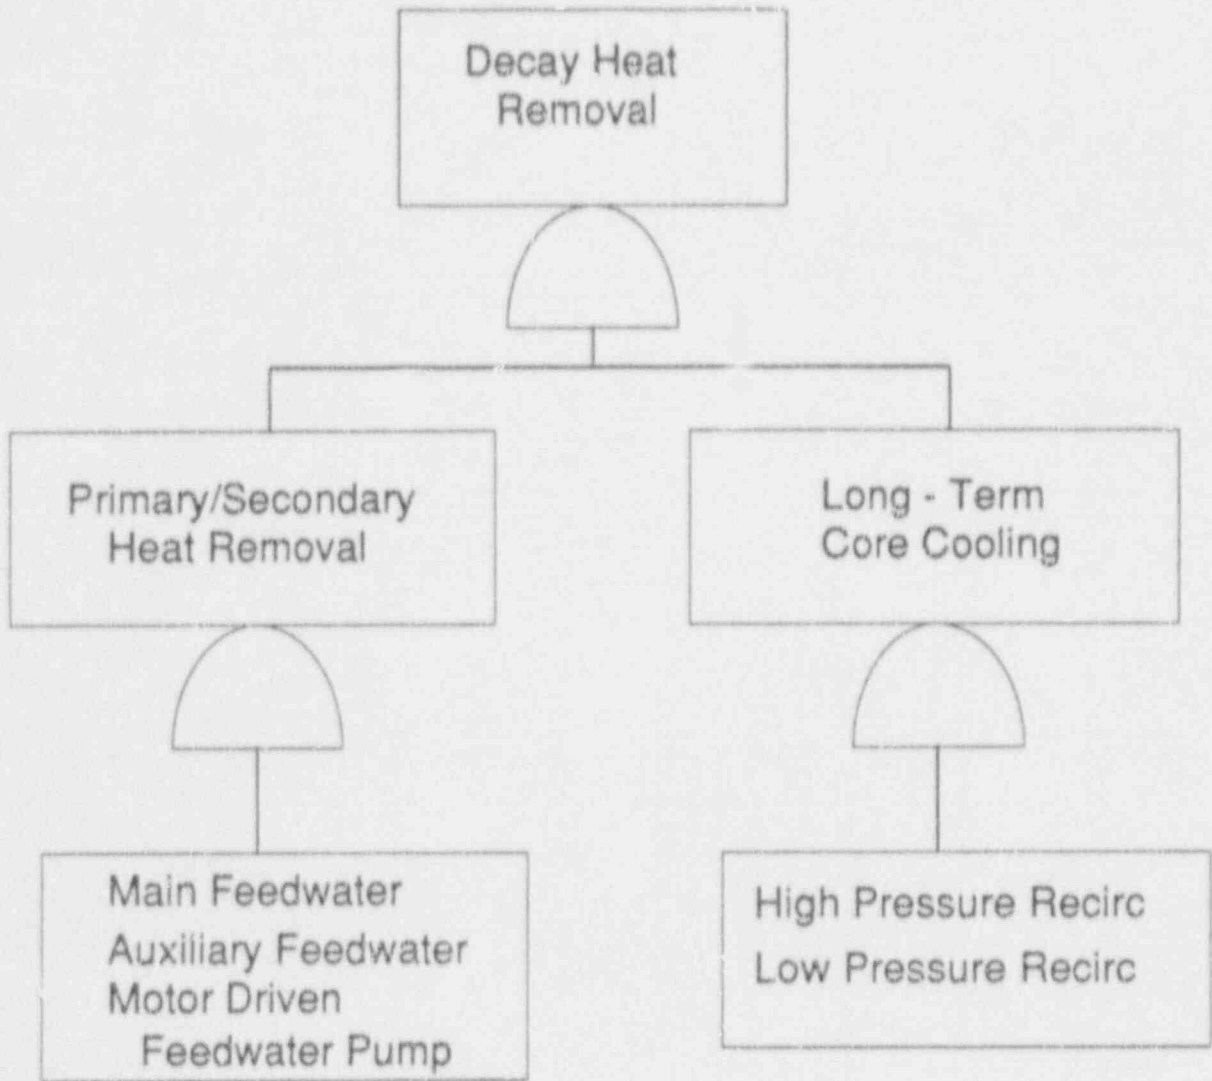 Decay Heat
Removal
Primary/Secondary
Heat Removal
Long - Term
Core Cooling
Main Feedwater
Auxiliary Feedwater
Motor Driven
Feedwater Pump
High Pressure Recirc
Low Pressure Recirc